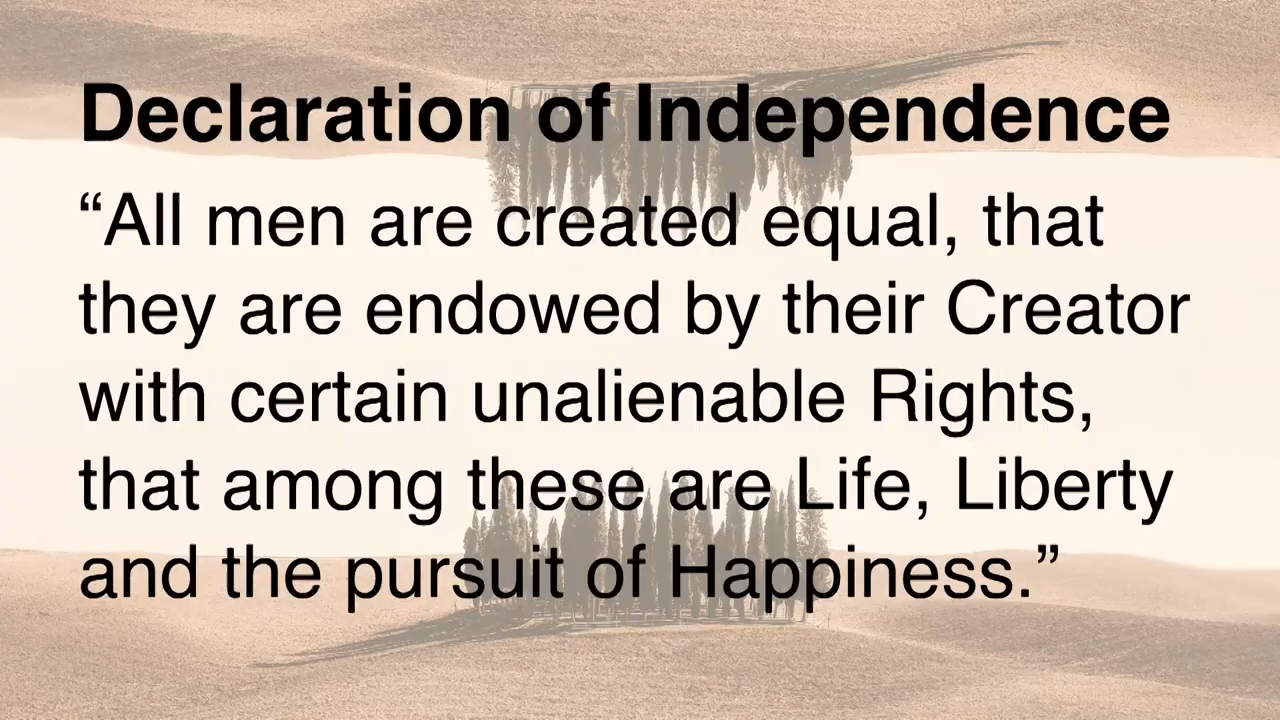 Declaration of Independence
“All men are created equal, that
they are endowed by their Creator
with certain unalienable Rights,
that among these are Life, Liberty
and the pursuit of Happiness.”